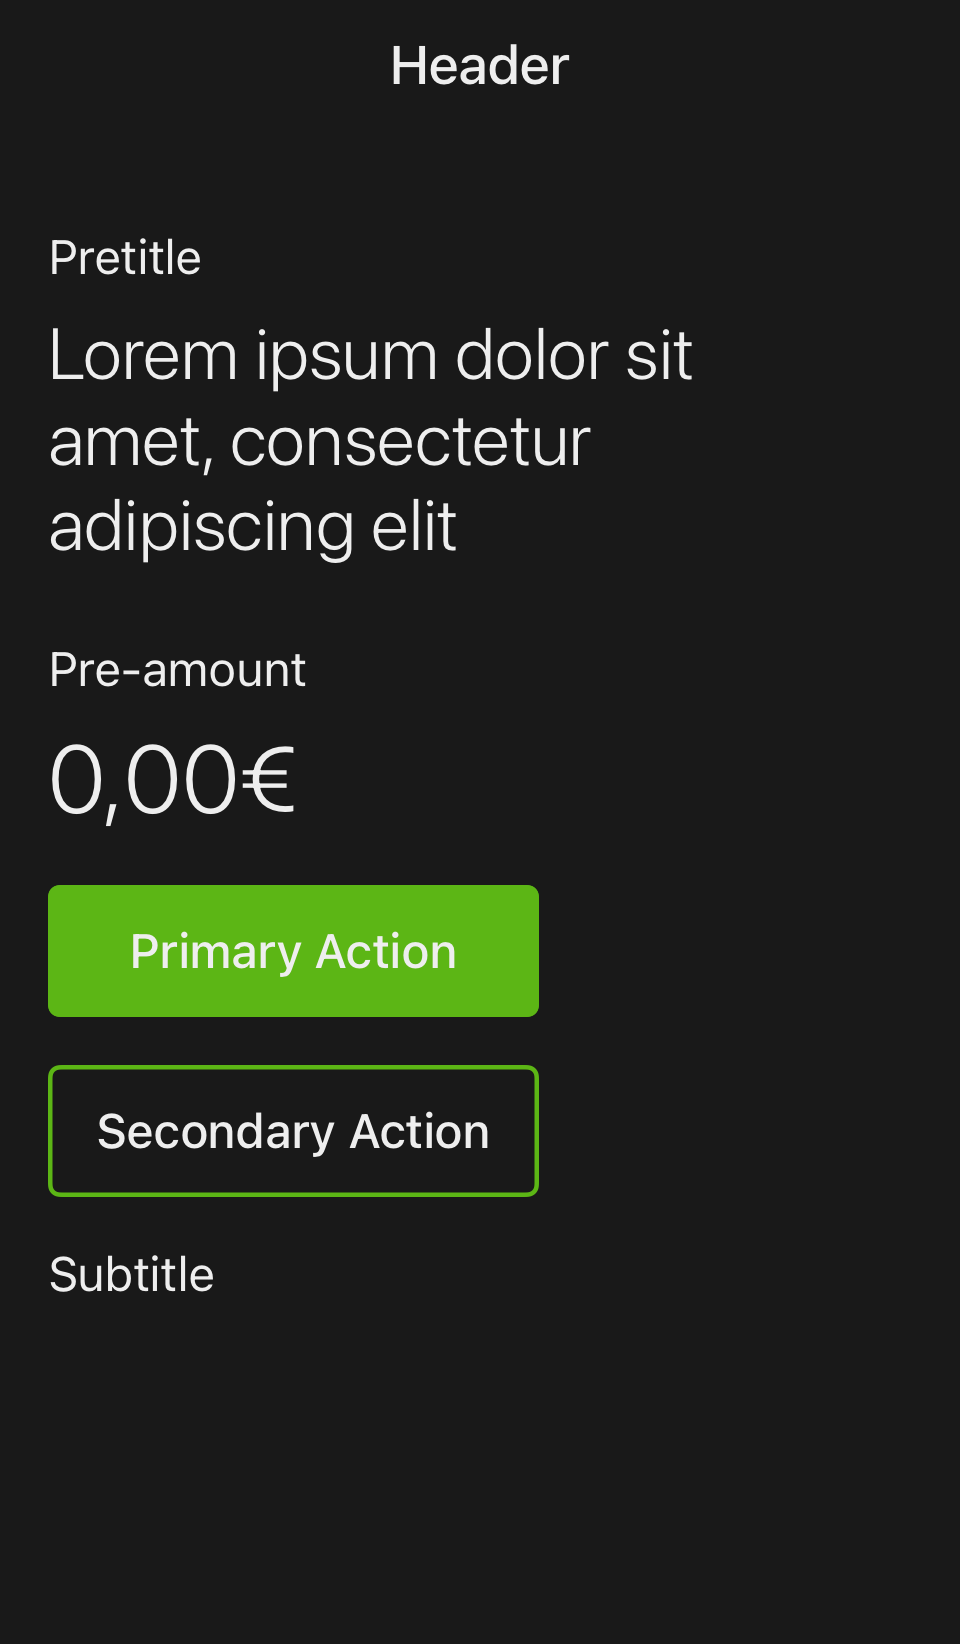 Header
Pretitle
Lorem ipsum dolor sit
amet, consectetur
adipiscing elit
Pre-amount
0,00€
Primary Action
Secondary Action
Subtitle